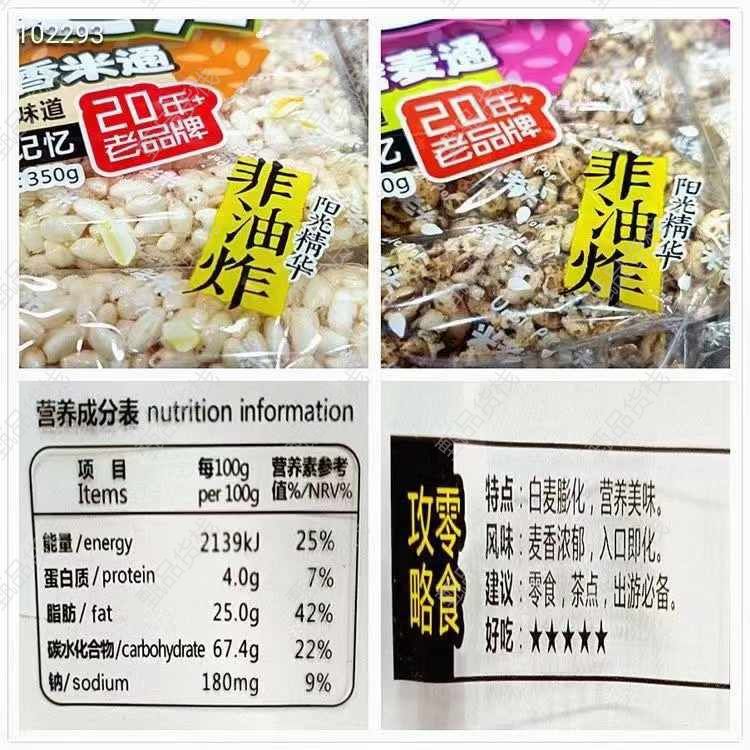 102293
香米通
味道
记忆
350g
20年+
老品牌
非油炸
阳光精华
麦通
忆
0g
20年+
老品牌
非油炸
阳光精华
营养成分表 nutrition information
项 目 每100g 营养素参考
Items per 100g 值%/NRV%
能量/energy 2139kJ 25%
蛋白质/protein 4.0g 7%
脂肪/fat 25.0g 42%
碳水化合物/carbohydrate 67.4g 22%
钠/sodium 180mg 9%
零食攻略
特点：白麦膨化，营养美味。
风味：麦香浓郁，入口即化。
建议：零食，茶点，出游必备。
好吃：★★★★★